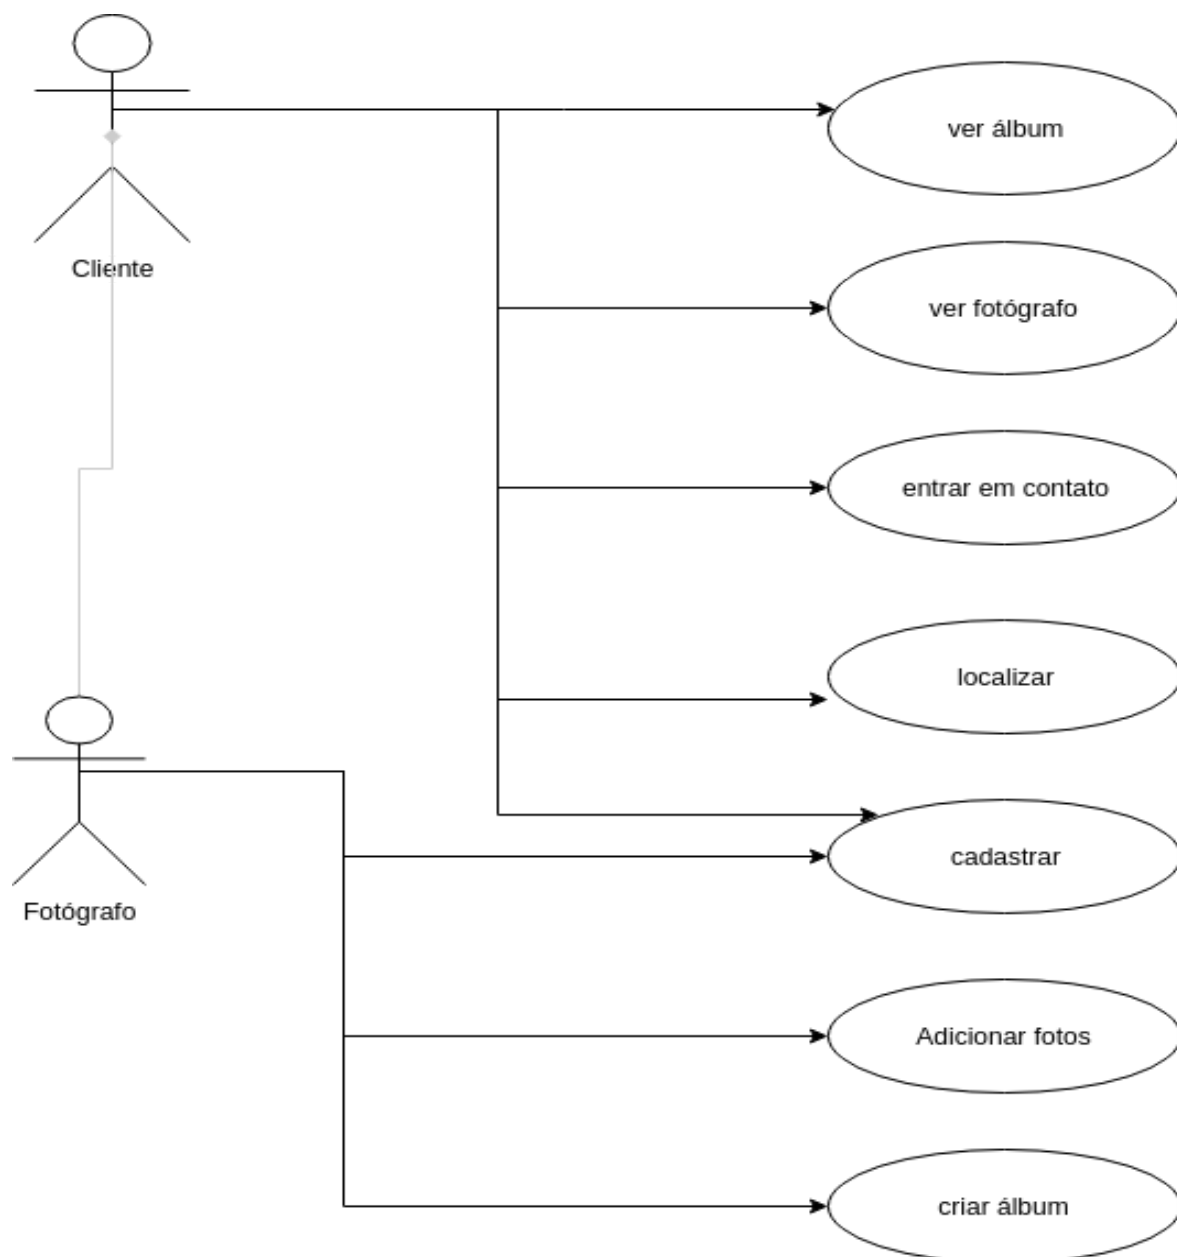 ver álbum
ver fotógrafo
Cliente
entrar em contato
localizar
cadastrar
Fotógrafo
Adicionar fotos
criar álbum